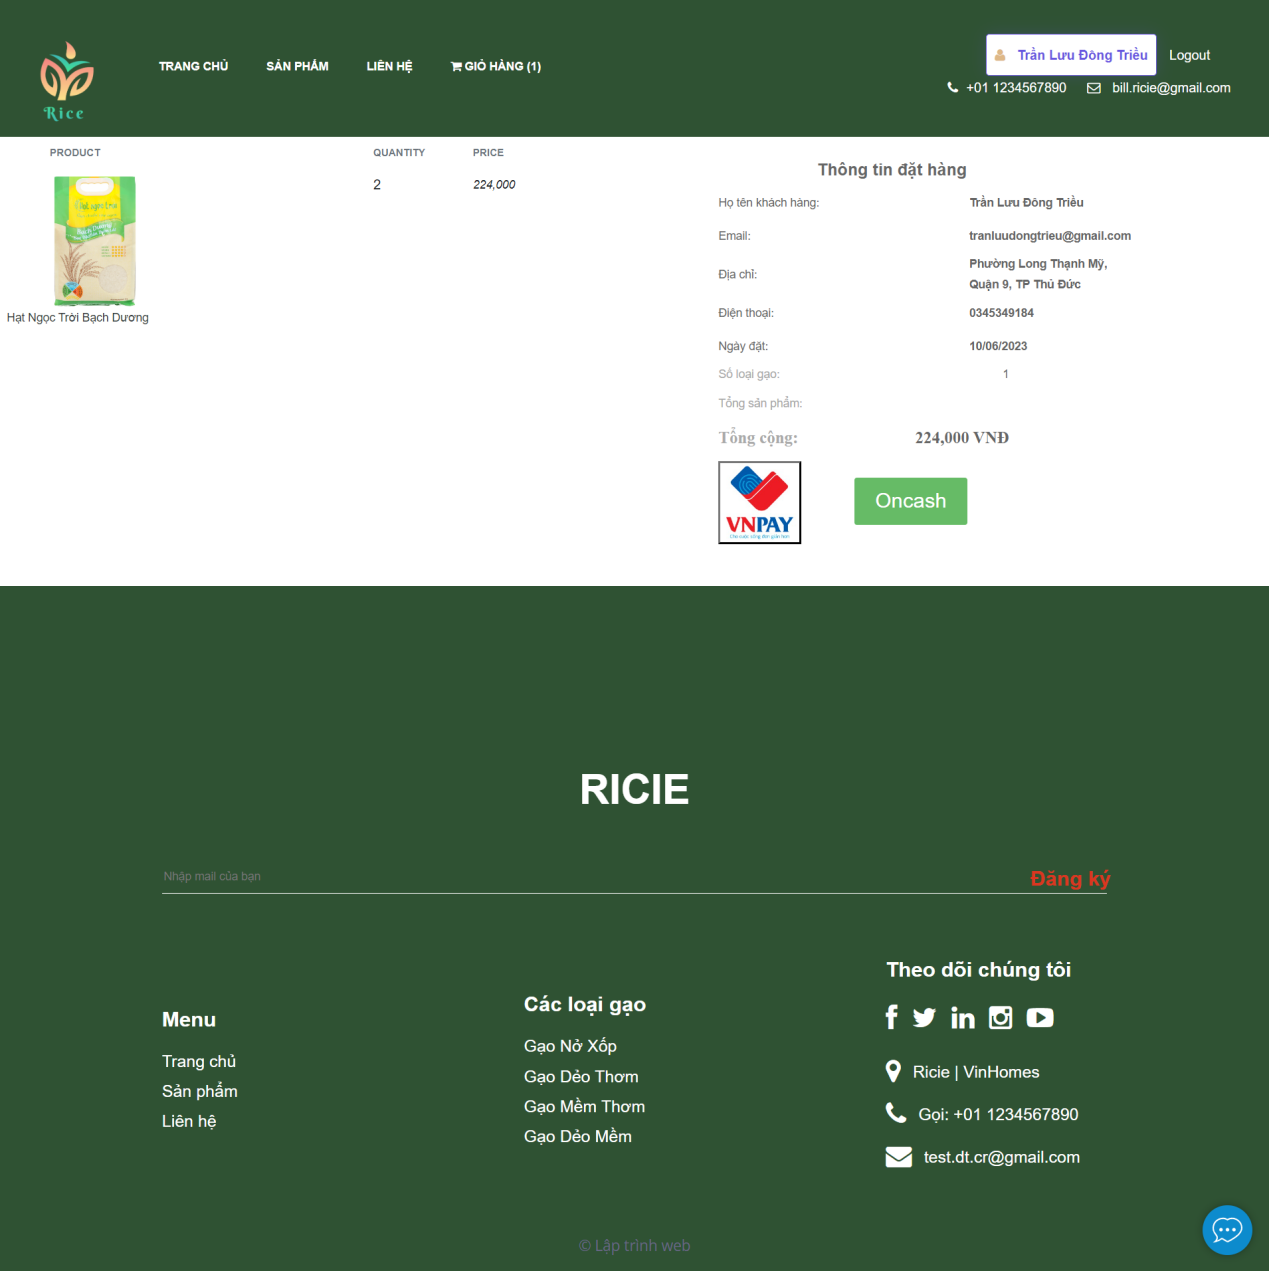 Rice
TRANG CHỦ
SẢN PHẨM
LIÊN HỆ
GIỎ HÀNG (1)
Trần Lưu Đông Triều
Logout
+01 1234567890
bill.ricie@gmail.com
PRODUCT
QUANTITY
PRICE
2
224,000
Hạt Ngọc Trời Bạch Dương
Thông tin đặt hàng
Họ tên khách hàng:
Trần Lưu Đông Triều
Email:
tranluudongtrieu@gmail.com
Địa chỉ:
Phường Long Thạnh Mỹ,
Quận 9, TP Thủ Đức
Điện thoại:
0345349184
Ngày đặt:
10/06/2023
Số loại gạo:
1
Tổng sản phẩm:
Tổng cộng:
224,000 VNĐ
VNPAY
Oncash
RICIE
Nhập mail của bạn
Đăng ký
Menu
Trang chủ
Sản phẩm
Liên hệ
Các loại gạo
Gạo Nở Xốp
Gạo Dẻo Thơm
Gạo Mềm Thơm
Gạo Dẻo Mềm
Theo dõi chúng tôi
Ricie | VinHomes
Gọi: +01 1234567890
test.dt.cr@gmail.com
© Lập trình web